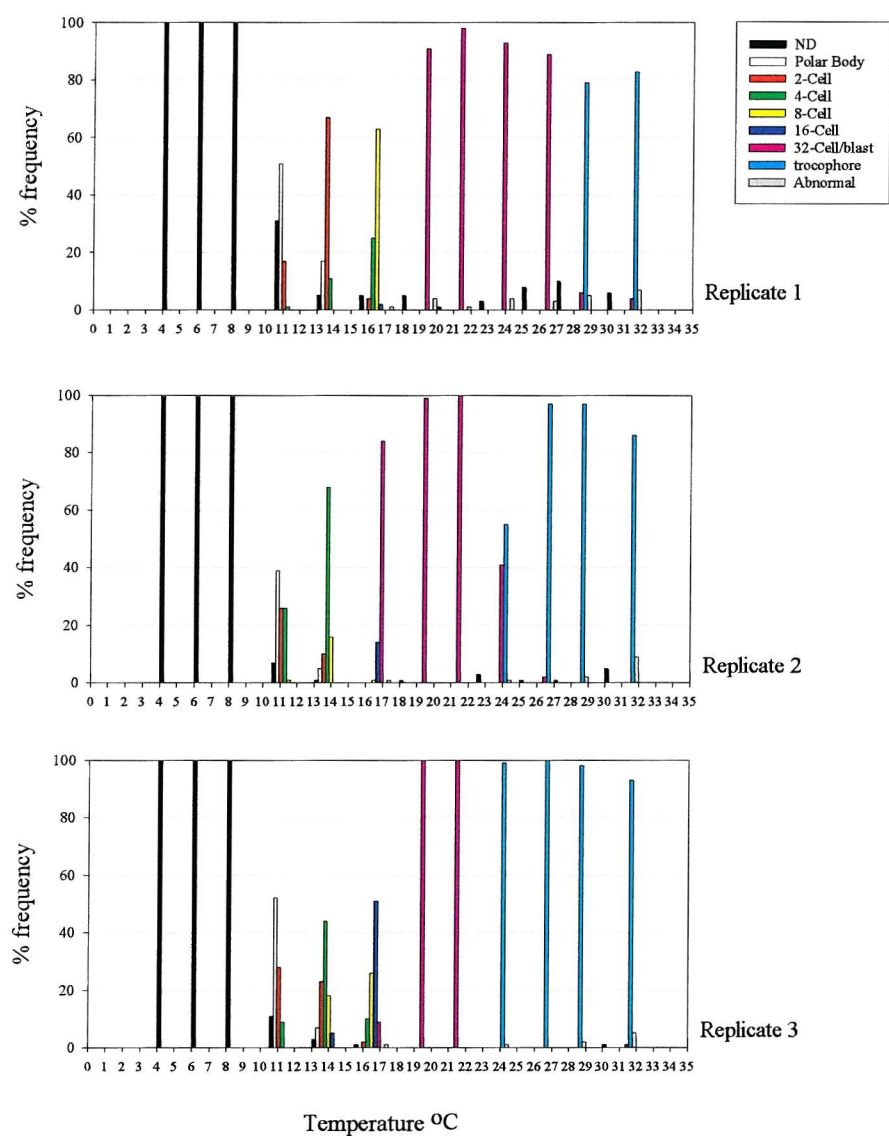 100
80
60
40
20
0
% frequency
0 1 2 3 4 5 6 7 8 9 10 11 12 13 14 15 16 17 18 19 20 21 22 23 24 25 26 27 28 29 30 31 32 33 34 35
Replicate 1
ND
Polar Body
2-Cell
4-Cell
8-Cell
16-Cell
32-Cell/blast
trocophore
Abnormal
100
80
60
40
20
0
% frequency
0 1 2 3 4 5 6 7 8 9 10 11 12 13 14 15 16 17 18 19 20 21 22 23 24 25 26 27 28 29 30 31 32 33 34 35
Replicate 2
100
80
60
40
20
0
% frequency
0 1 2 3 4 5 6 7 8 9 10 11 12 13 14 15 16 17 18 19 20 21 22 23 24 25 26 27 28 29 30 31 32 33 34 35
Replicate 3
Temperature ºC